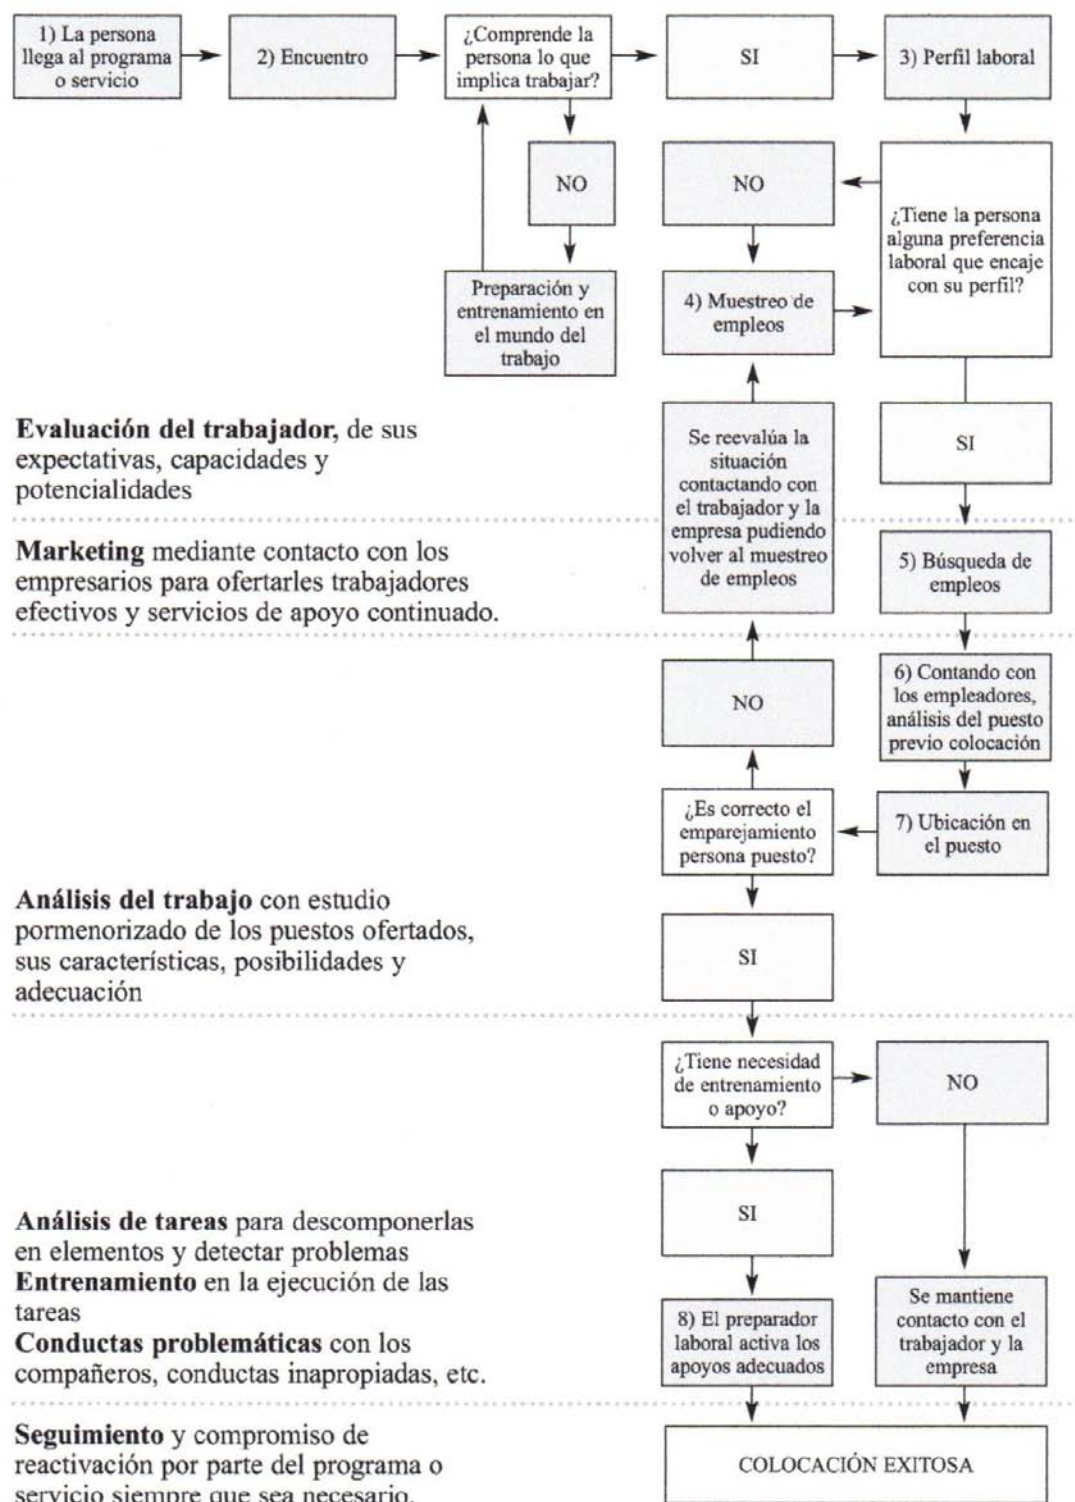 1) La persona
llega al programa
o servicio
2) Encuentro
¿Comprende la
persona lo que
implica trabajar?
SI
3) Perfil laboral
NO
NO
¿Tiene la persona
alguna preferencia
laboral que encaje
con su perfil?
Preparación y
entrenamiento en
el mundo del
trabajo
4) Muestreo de
empleos
Evaluación del trabajador, de sus
expectativas, capacidades y
potencialidades
Se reevalúa la
situación
contactando con
el trabajador y la
empresa pudiendo
volver al muestreo
de empleos
SI
Marketing mediante contacto con los
empresarios para ofertarles trabajadores
efectivos y servicios de apoyo continuado.
5) Búsqueda de
empleos
NO
6) Contando con
los empleadores,
análisis del puesto
previo colocación
¿Es correcto el
emparejamiento
persona puesto?
7) Ubicación en
el puesto
Análisis del trabajo con estudio
pormenorizado de los puestos ofertados,
sus características, posibilidades y
adecuación
SI
¿Tiene necesidad
de entrenamiento
o apoyo?
NO
SI
Análisis de tareas para descomponerlas
en elementos y detectar problemas
Entrenamiento en la ejecución de las
tareas
Conductas problemáticas con los
compañeros, conductas inapropiadas, etc.
8) El preparador
laboral activa los
apoyos adecuados
Se mantiene
contacto con el
trabajador y la
empresa
Seguimiento y compromiso de
reactivación por parte del programa o
servicio siempre que sea necesario.
COLOCACIÓN EXITOSA